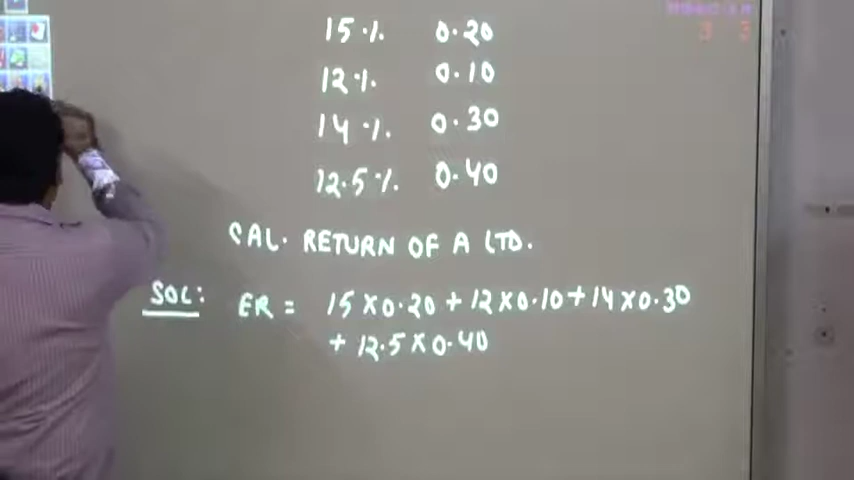 15 ·/. 0.20
12 ·/. 0.10
14 ·/. 0.30
12.5 ·/. 0.40
CAL. RETURN OF A LTD.
SOL: ER = 15 X 0.20 + 12 X 0.10 + 14 X 0.30
+ 12.5 X 0.40